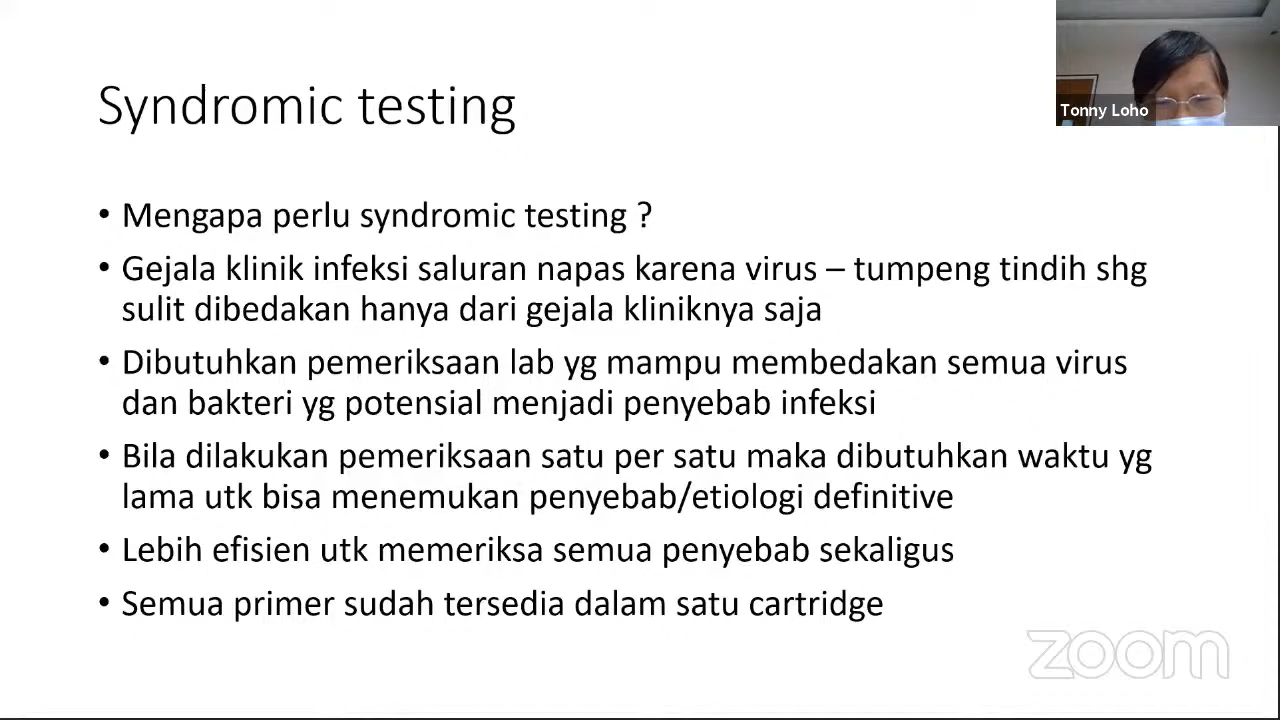 Syndromic testing
Tonny Loho
• Mengapa perlu syndromic testing ?
• Gejala klinik infeksi saluran napas karena virus – tumpeng tindih shg
sulit dibedakan hanya dari gejala kliniknya saja
• Dibutuhkan pemeriksaan lab yg mampu membedakan semua virus
dan bakteri yg potensial menjadi penyebab infeksi
• Bila dilakukan pemeriksaan satu per satu maka dibutuhkan waktu yg
lama utk bisa menemukan penyebab/etiologi definitive
• Lebih efisien utk memeriksa semua penyebab sekaligus
• Semua primer sudah tersedia dalam satu cartridge
zoom